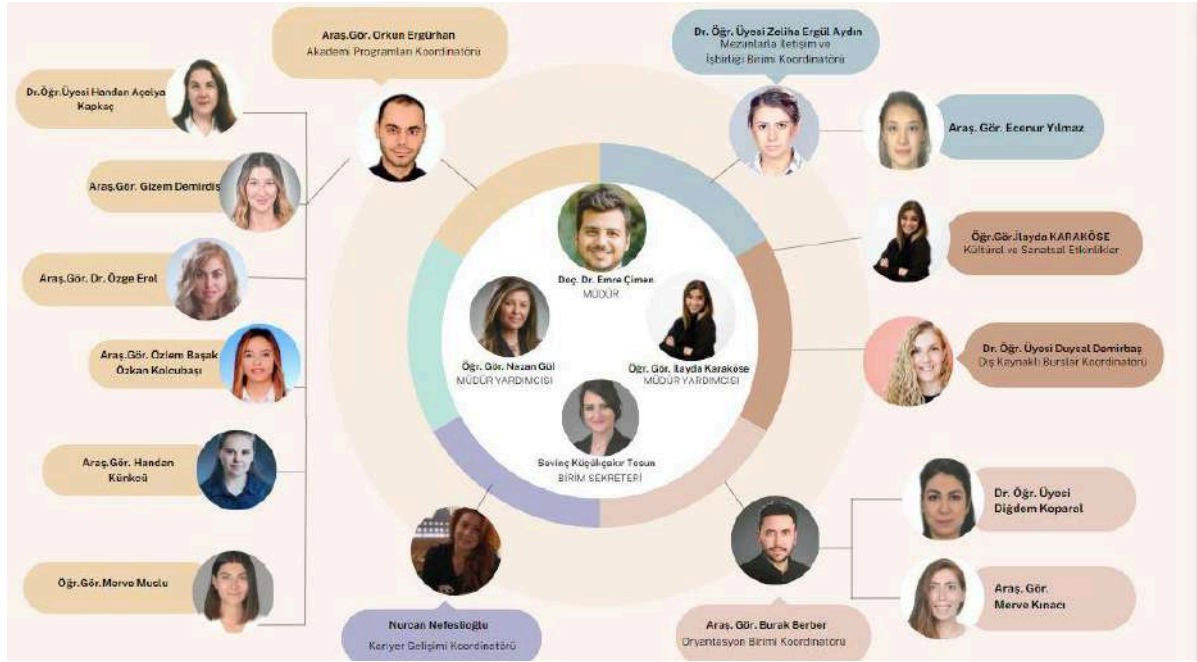 Araş.Gör. Orkun Ergürhan
Akademi Programları Koordinatörü
Dr. Öğr. Üyesi Zeliha Ergül Aydın
Mezunlarla İletişim ve
İşbirliği Birimi Koordinatörü
Dr.Öğr.Üyesi Handan Açelya
Kapkaç
Araş. Gör. Ecenur Yılmaz
Araş.Gör. Gizem Demirdiş
Doç. Dr. Emre Çimen
MÜDÜR
Öğr.Gör.İlayda KARAKÖSE
Kültürel ve Sanatsal Etkinlikler
Araş.Gör. Dr. Özge Erol
Araş.Gör. Özlem Başak
Özkan Kolcubaşı
Öğr. Gör. Nazan Gül
MÜDÜR YARDIMCISI
Öğr. Gör. İlayda Karaköse
MÜDÜR YARDIMCISI
Dr. Öğr. Üyesi Duysal Demirbaş
Dış Kaynaklı Burslar Koordinatörü
Araş.Gör. Handan
Sevinç Tosun
BİRİM SEKRETERİ
Dr. Öğr. Üyesi
Diğdem Koparal
Öğr.Gör.Merve Muslu
Araş. Gör.
Merve Kınacı
Nurcan Nefeslioğlu
Kariyer Gelişimi Koordinatörü
Araş. Gör. Burak Berber
Oryantasyon Birimi Koordinatörü